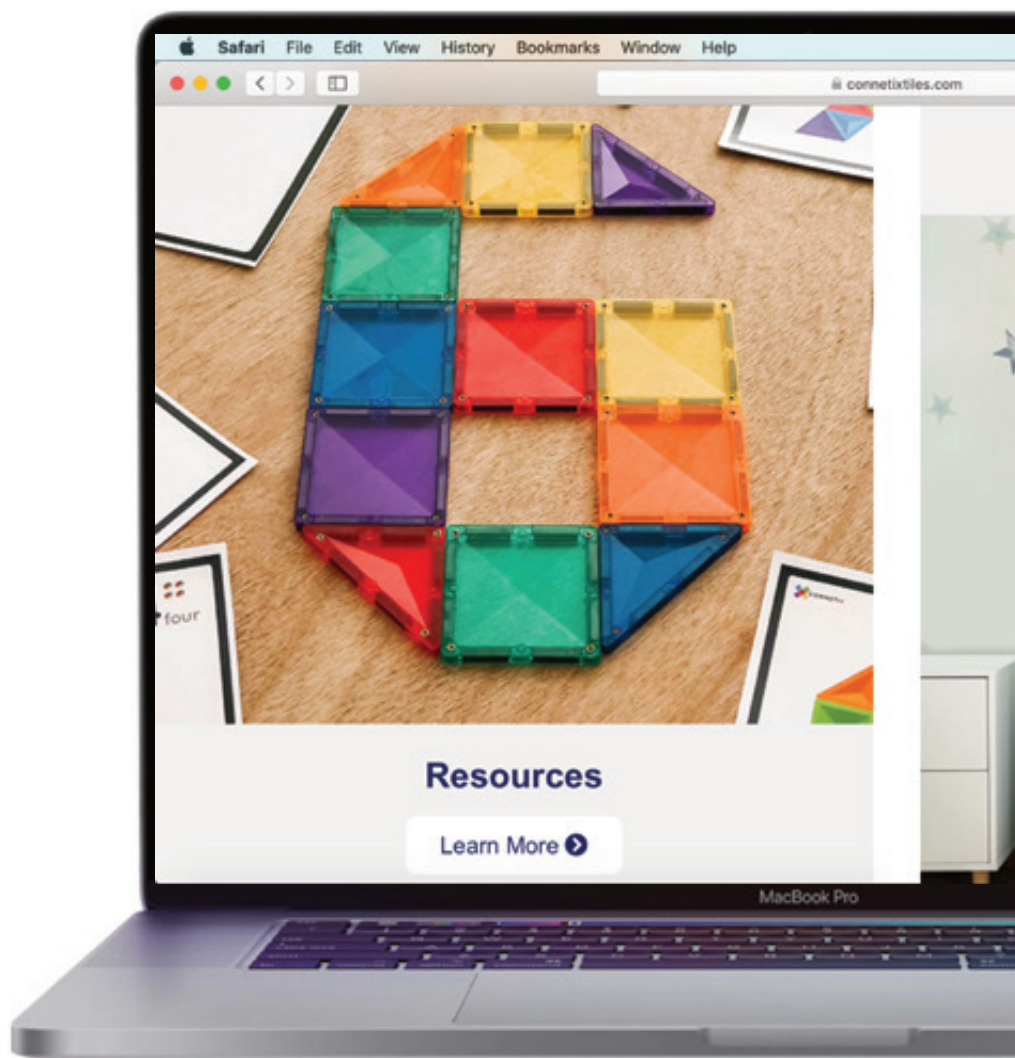 Safari File Edit View History Bookmarks Window Help
connetixtiles.com
four
Resources
Learn More
MacBook Pro